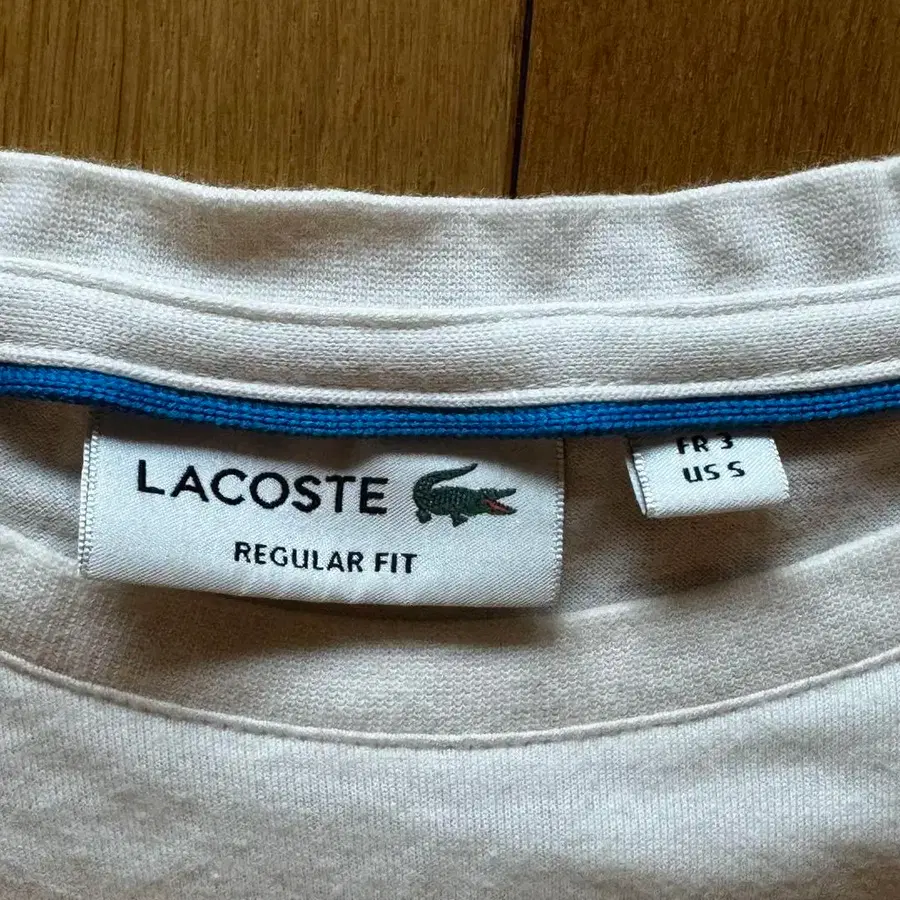 LACOSTE
REGULAR FIT
FR 3
US S